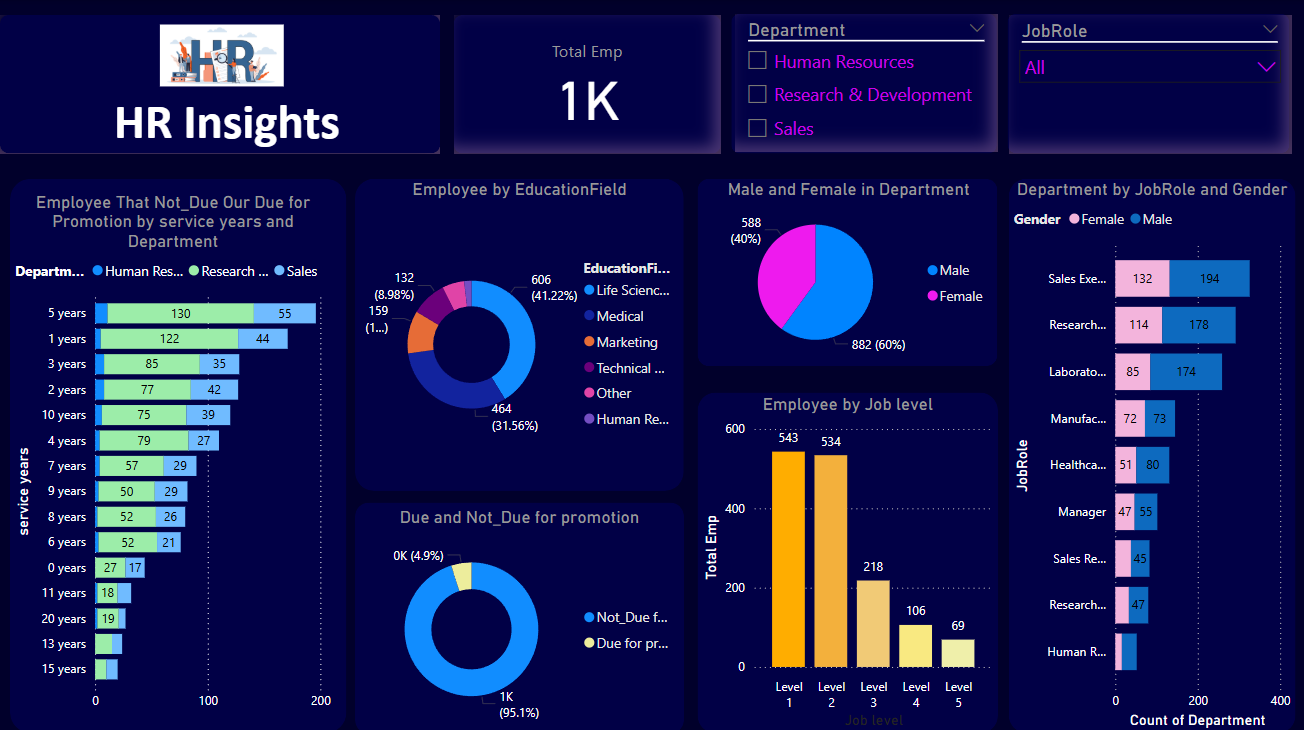 HR
HR Insights
Total Emp
1K
Department
Human Resources
Research & Development
Sales
JobRole
All
Employee That Not_Due Our Due for
Promotion by service years and
Department
Departm... Human Res... Research ... Sales
service years
5 years 130 55
1 years 122 44
3 years 85 35
2 years 77 42
10 years 75 39
4 years 79 27
7 years 57 29
9 years 50 29
8 years 52 26
6 years 52 21
0 years 27 17
11 years 18
20 years 19
13 years
15 years
0 100 200
Employee by EducationField
606
(41.22%)
464
(31.56%)
159
(1...)
132
(8.98%)
EducationFi...
Life Scienc...
Medical
Marketing
Technical ...
Other
Human Re...
Due and Not_Due for promotion
0K (4.9%)
1K
(95.1%)
Not_Due f...
Due for pr...
Male and Female in Department
588
(40%)
882 (60%)
Male
Female
Employee by Job level
Total Emp
600
400
200
0
543
534
218
106
69
Level
1
Level
2
Level
3
Level
4
Level
5
Job level
Department by JobRole and Gender
Gender Female Male
JobRole
Sales Exe... 132 194
Research... 114 178
Laborato... 85 174
Manufac... 72 73
Healthca... 51 80
Manager 47 55
Sales Re... 45
Research... 47
Human R...
0 200 400
Count of Department